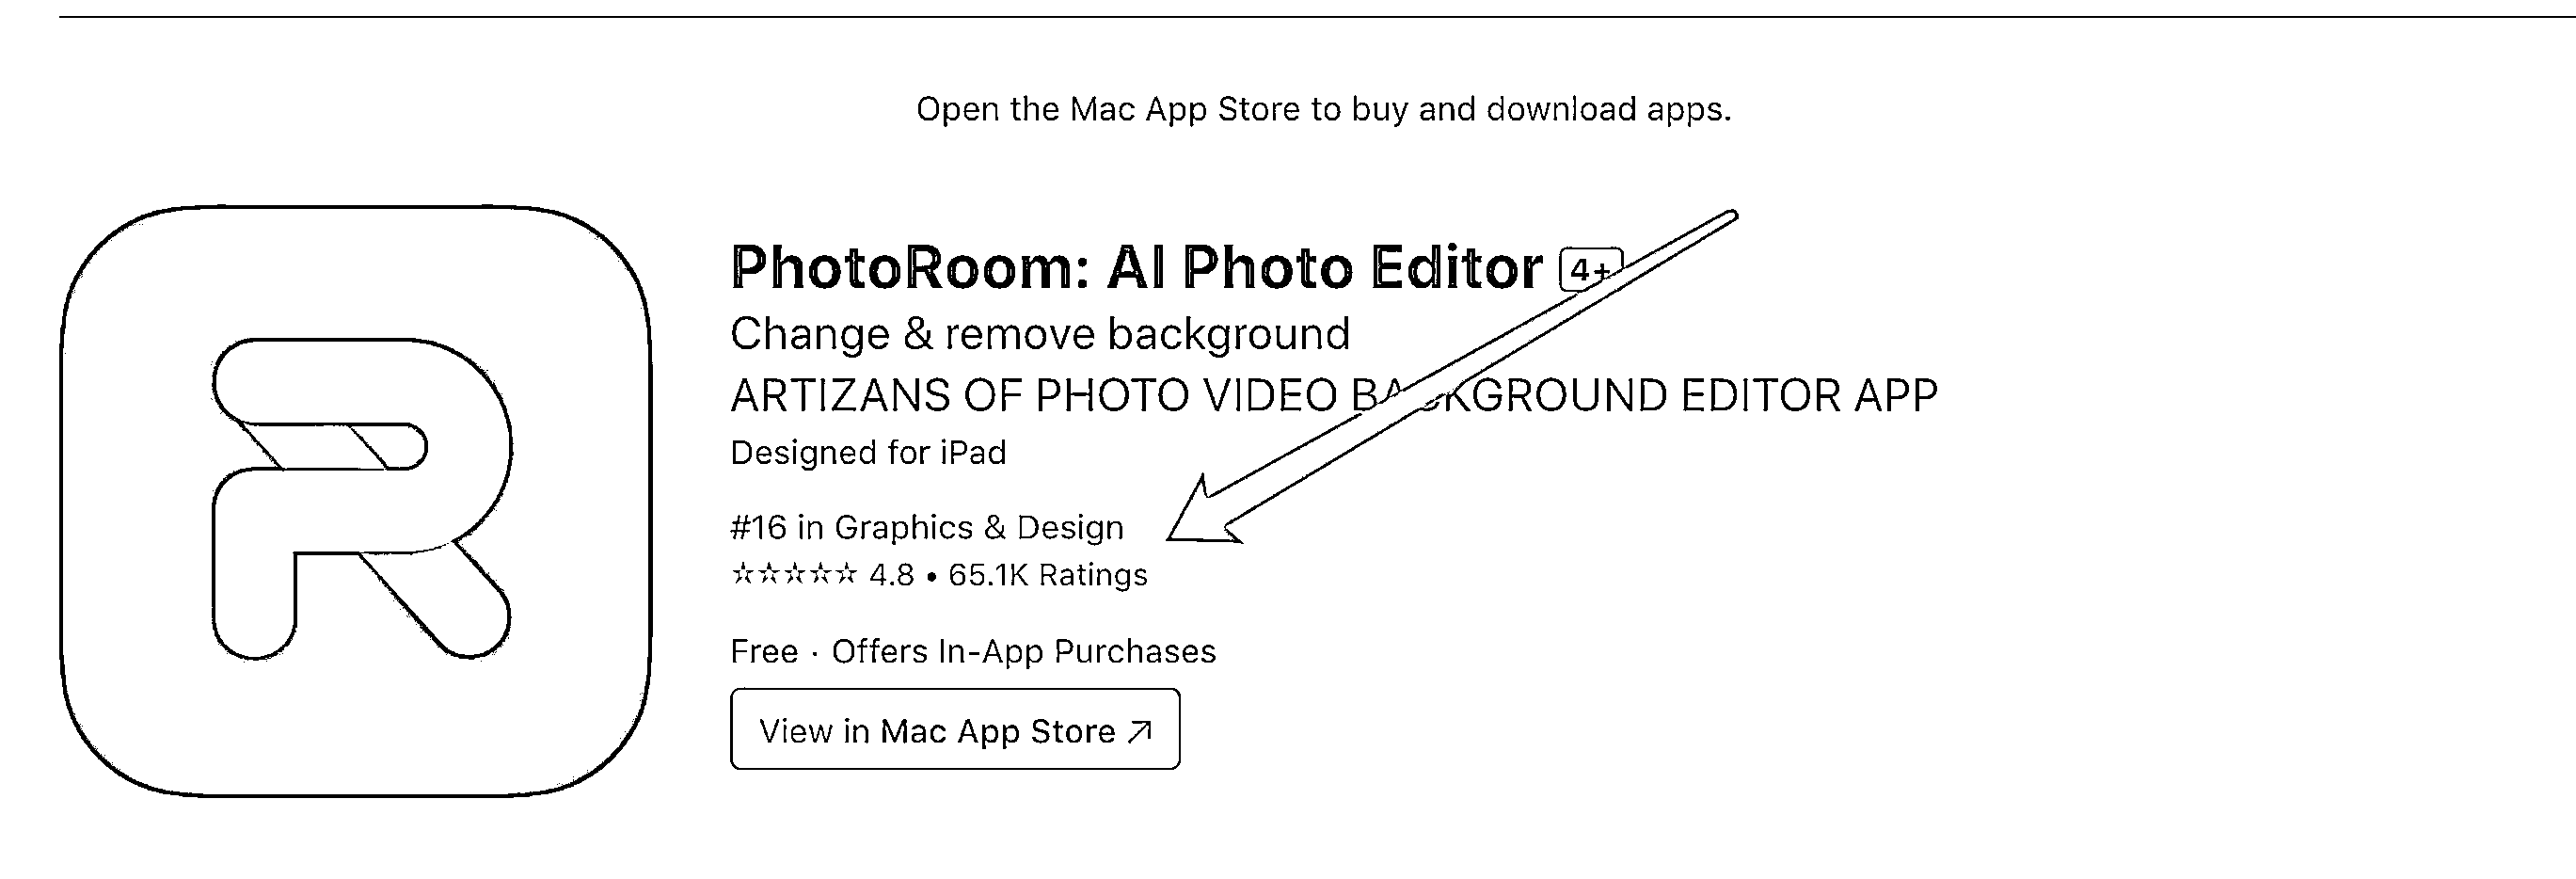 Open the Mac App Store to buy and download apps.
R
PhotoRoom: AI Photo Editor 4+
Change & remove background
ARTIZANS OF PHOTO VIDEO BACKGROUND EDITOR APP
Designed for iPad
#16 in Graphics & Design
☆☆☆☆☆ 4.8 • 65.1K Ratings
Free · Offers In-App Purchases
View in Mac App Store ↗